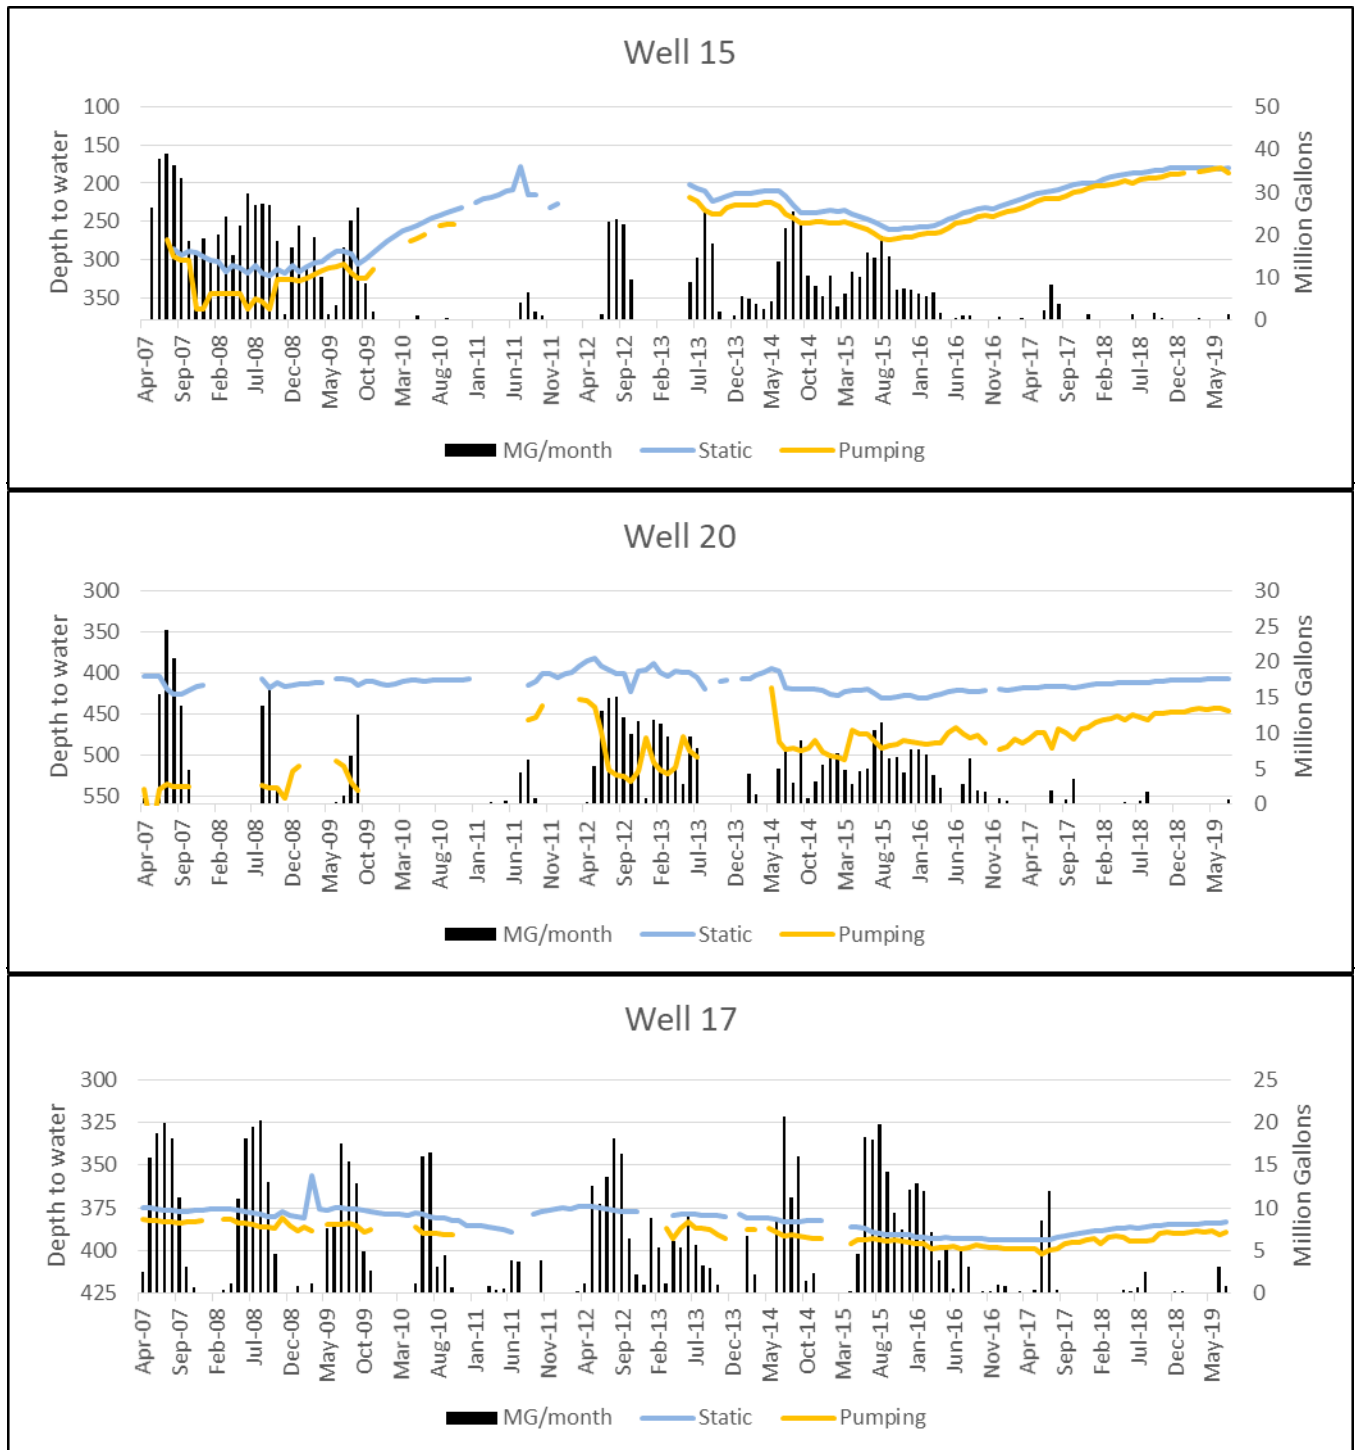 Well 15
Depth to water
Million Gallons
100
150
200
250
300
350
50
40
30
20
10
0
Apr-07
Sep-07
Feb-08
Jul-08
Dec-08
May-09
Oct-09
Mar-10
Aug-10
Jan-11
Jun-11
Nov-11
Apr-12
Sep-12
Feb-13
Jul-13
Dec-13
May-14
Oct-14
Mar-15
Aug-15
Jan-16
Jun-16
Nov-16
Apr-17
Sep-17
Feb-18
Jul-18
Dec-18
May-19
MG/month Static Pumping
Well 20
Depth to water
Million Gallons
300
350
400
450
500
550
30
25
20
15
10
5
0
Apr-07
Sep-07
Feb-08
Jul-08
Dec-08
May-09
Oct-09
Mar-10
Aug-10
Jan-11
Jun-11
Nov-11
Apr-12
Sep-12
Feb-13
Jul-13
Dec-13
May-14
Oct-14
Mar-15
Aug-15
Jan-16
Jun-16
Nov-16
Apr-17
Sep-17
Feb-18
Jul-18
Dec-18
May-19
MG/month Static Pumping
Well 17
Depth to water
Million Gallons
300
325
350
375
400
425
25
20
15
10
5
0
Apr-07
Sep-07
Feb-08
Jul-08
Dec-08
May-09
Oct-09
Mar-10
Aug-10
Jan-11
Jun-11
Nov-11
Apr-12
Sep-12
Feb-13
Jul-13
Dec-13
May-14
Oct-14
Mar-15
Aug-15
Jan-16
Jun-16
Nov-16
Apr-17
Sep-17
Feb-18
Jul-18
Dec-18
May-19
MG/month Static Pumping